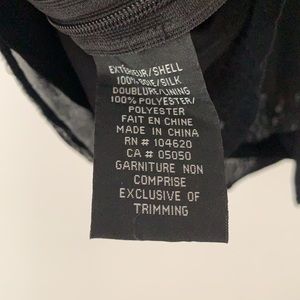 EXTÉRIEUR/SHELL
100% SOIE/SILK
DOUBLURE/LINING
100% POLYESTER/
POLYESTER
FAIT EN CHINE
MADE IN CHINA
RN # 104620
CA # 05050
GARNITURE NON
COMPRISE
EXCLUSIVE OF
TRIMMING